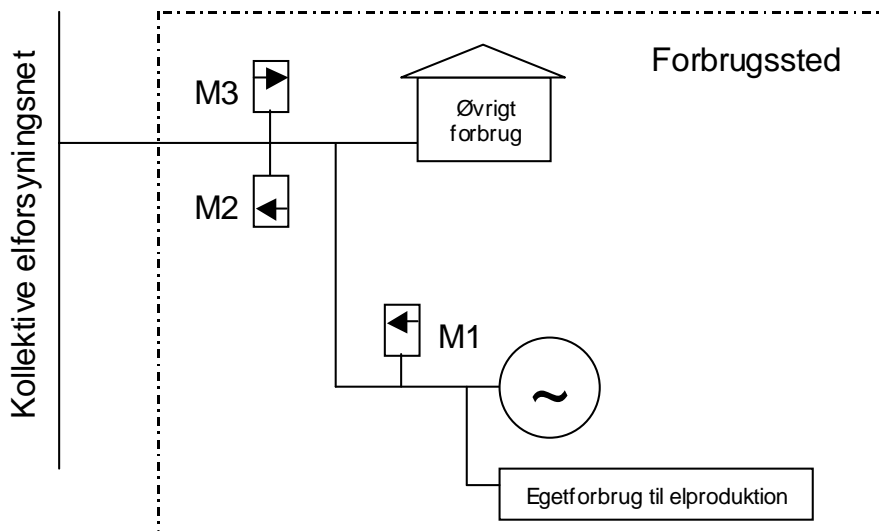 Kollektive elforsyningsnet
Forbrugssted
M3
Øvrigt
forbrug
M2
M1
~
Egetforbrug til elproduktion